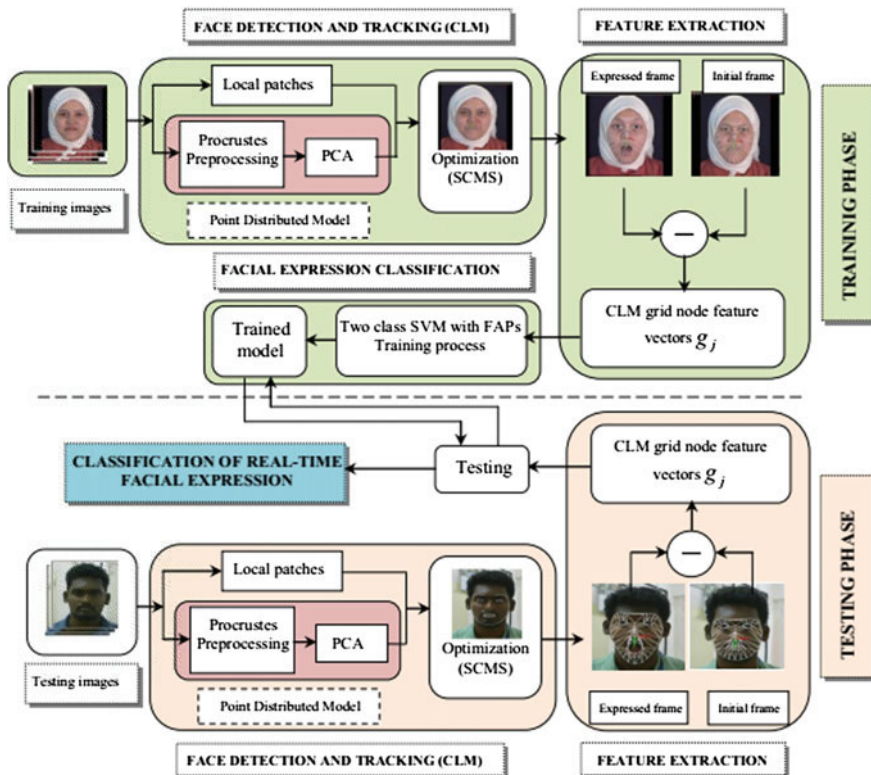 FACE DETECTION AND TRACKING (CLM)
FEATURE EXTRACTION
Local patches
Procrustes
Preprocessing
PCA
Optimization
(SCMS)
Point Distributed Model
Training images
Expressed frame
Initial frame
—
CLM grid node feature
vectors g j
TRAINING PHASE
FACIAL EXPRESSION CLASSIFICATION
Trained
model
Two class SVM with FAPs
Training process
CLASSIFICATION OF REAL-TIME
FACIAL EXPRESSION
Testing
CLM grid node feature
vectors g j
—
Testing images
Local patches
Procrustes
Preprocessing
PCA
Optimization
(SCMS)
Point Distributed Model
Expressed frame
Initial frame
TESTING PHASE
FACE DETECTION AND TRACKING (CLM)
FEATURE EXTRACTION